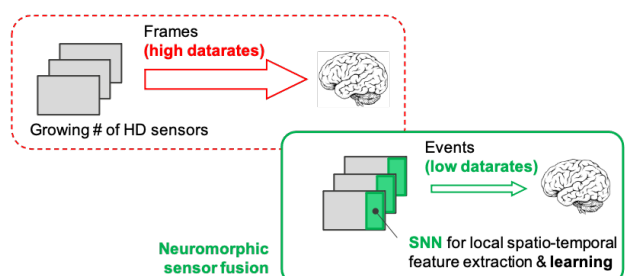 Frames
(high datarates)
Growing # of HD sensors
Events
(low datarates)
SNN for local spatio-temporal
feature extraction & learning
Neuromorphic
sensor fusion